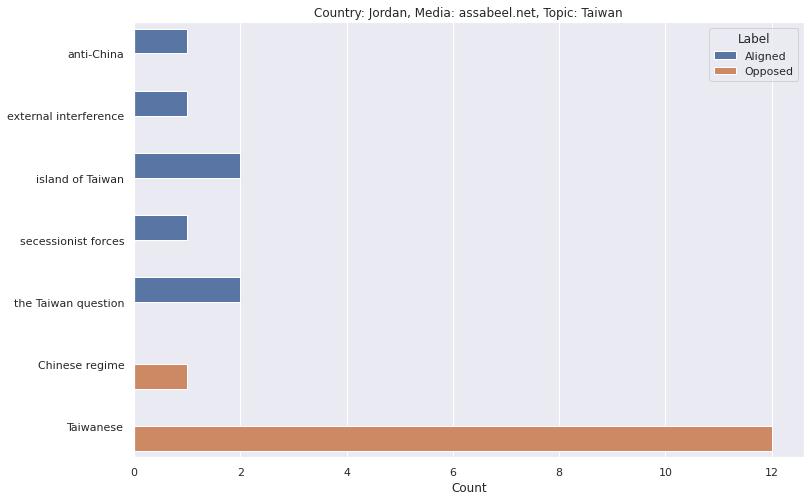 Country: Jordan, Media: assabeel.net, Topic: Taiwan
Label
Aligned
Opposed
anti-China
external interference
island of Taiwan
secessionist forces
the Taiwan question
Chinese regime
Taiwanese
0 2 4 6 8 10 12
Count